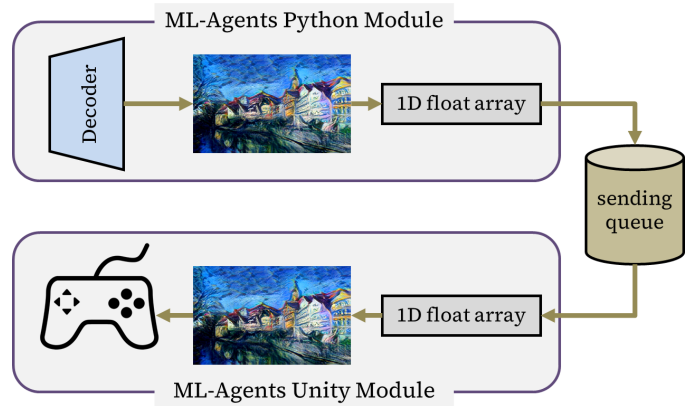 ML-Agents Python Module
Decoder
1D float array
sending
queue
1D float array
ML-Agents Unity Module